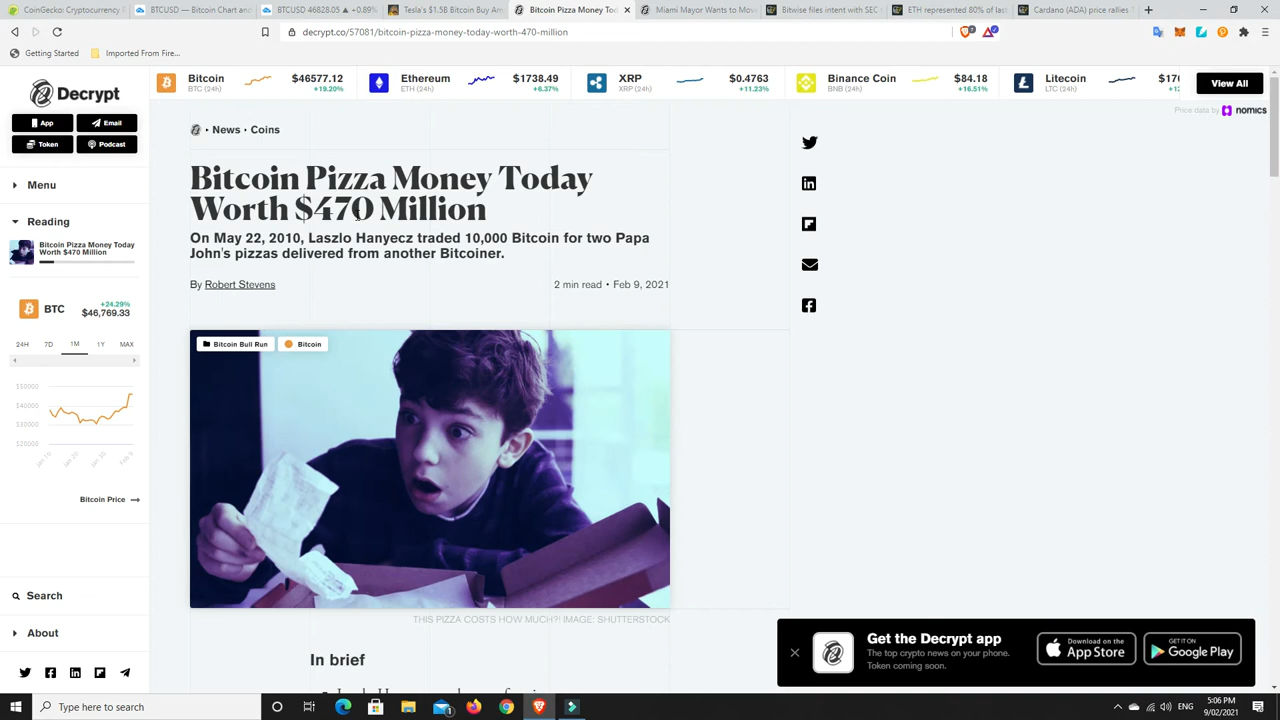 CoinGecko: Cryptocurrency P
BTCUSD — Bitcoin Chart and
BTCUSD 46828.05 ▲ +0.89%
Tesla's $1.5B Bitcoin Buy Am
Bitcoin Pizza Money Tod
Miami Mayor Wants to Mov
Bitwise files intent with SEC
ETH represented 80% of las
Cardano (ADA) price rallies
decrypt.co/57081/bitcoin-pizza-money-today-worth-470-million
Getting Started
Imported From Fire...
Decrypt
App
Email
Token
Podcast
Bitcoin
BTC (24h)
$46577.12
+19.20%
Ethereum
ETH (24h)
$1738.49
+6.37%
XRP
XRP (24h)
$0.4763
+11.23%
Binance Coin
BNB (24h)
$84.18
+16.51%
Litecoin
LTC (24h)
View All
Price data by nomics
Menu
Reading
Bitcoin Pizza Money Today
Worth $470 Million
BTC
+24.29%
$46,769.33
24H 7D 1M 1Y MAX
$50000
$40000
$30000
$20000
Bitcoin Price
Search
About
News • Coins
Bitcoin Pizza Money Today
Worth $470 Million
On May 22, 2010, Laszlo Hanyecz traded 10,000 Bitcoin for two Papa
John's pizzas delivered from another Bitcoiner.
By Robert Stevens
2 min read • Feb 9, 2021
Bitcoin Bull Run
Bitcoin
THIS PIZZA COSTS HOW MUCH?! IMAGE: SHUTTERSTOCK
In brief
Get the Decrypt app
The top crypto news on your phone.
Token coming soon.
Download on the
App Store
GET IT ON
Google Play
Type here to search
ENG
5:06 PM
9/02/2021